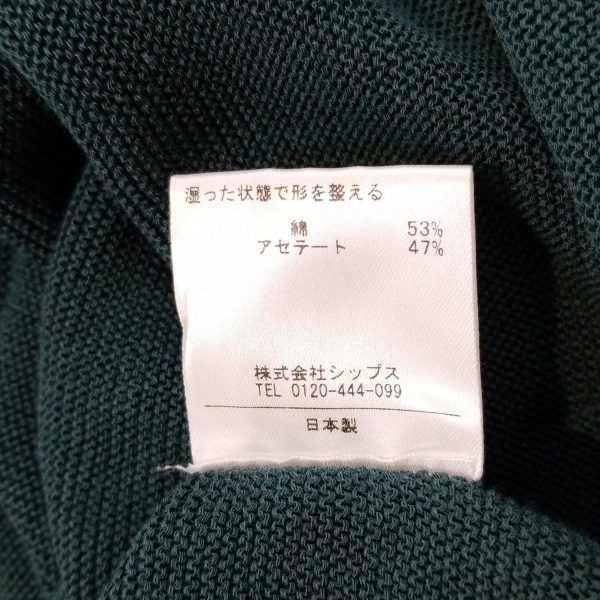 湿った状態で形を整える
綿 53%
アセテート 47%
株式会社シップス
TEL 0120-444-099
日本製